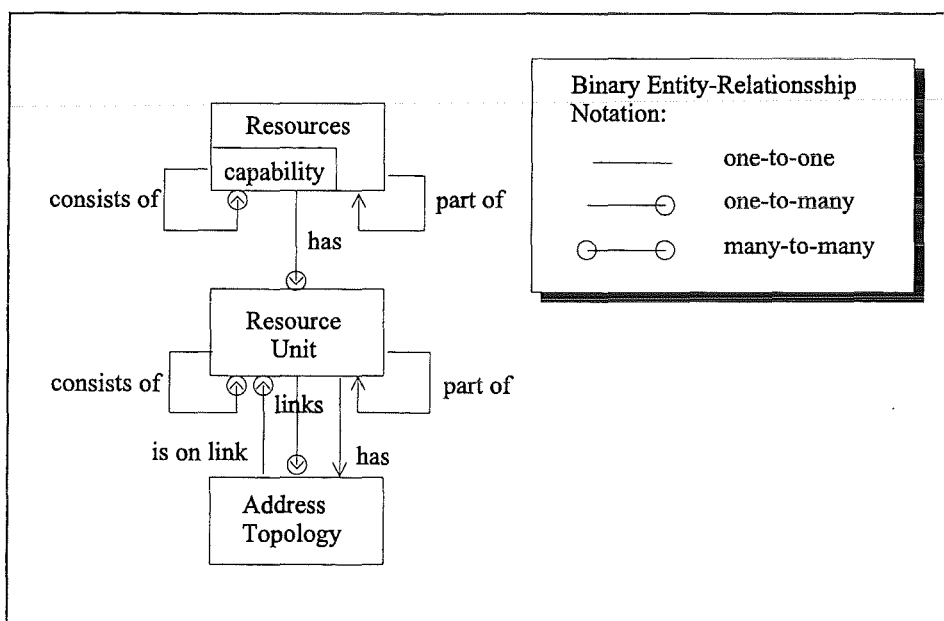 Binary Entity-Relationsship
Notation:
one-to-one
one-to-many
many-to-many
Resources
capability
consists of
part of
has
Resource
Unit
consists of
part of
links
is on link
has
Address
Topology